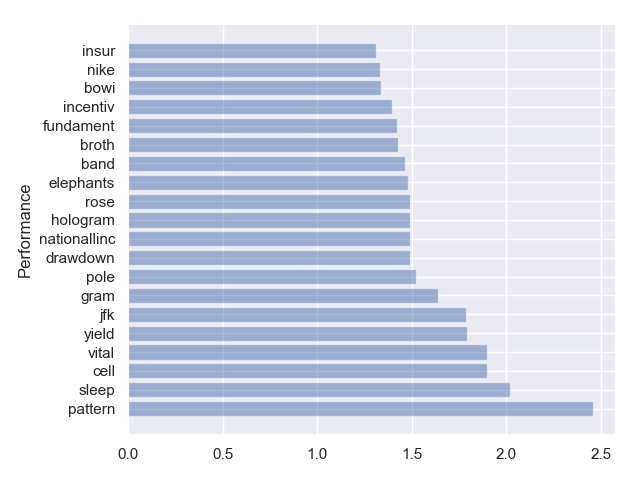 insur
nike
bowi
incentiv
fundament
broth
band
elephants
rose
hologram
nationallinc
drawdown
pole
gram
jfk
yield
vital
cell
sleep
pattern
Performance
0.0 0.5 1.0 1.5 2.0 2.5